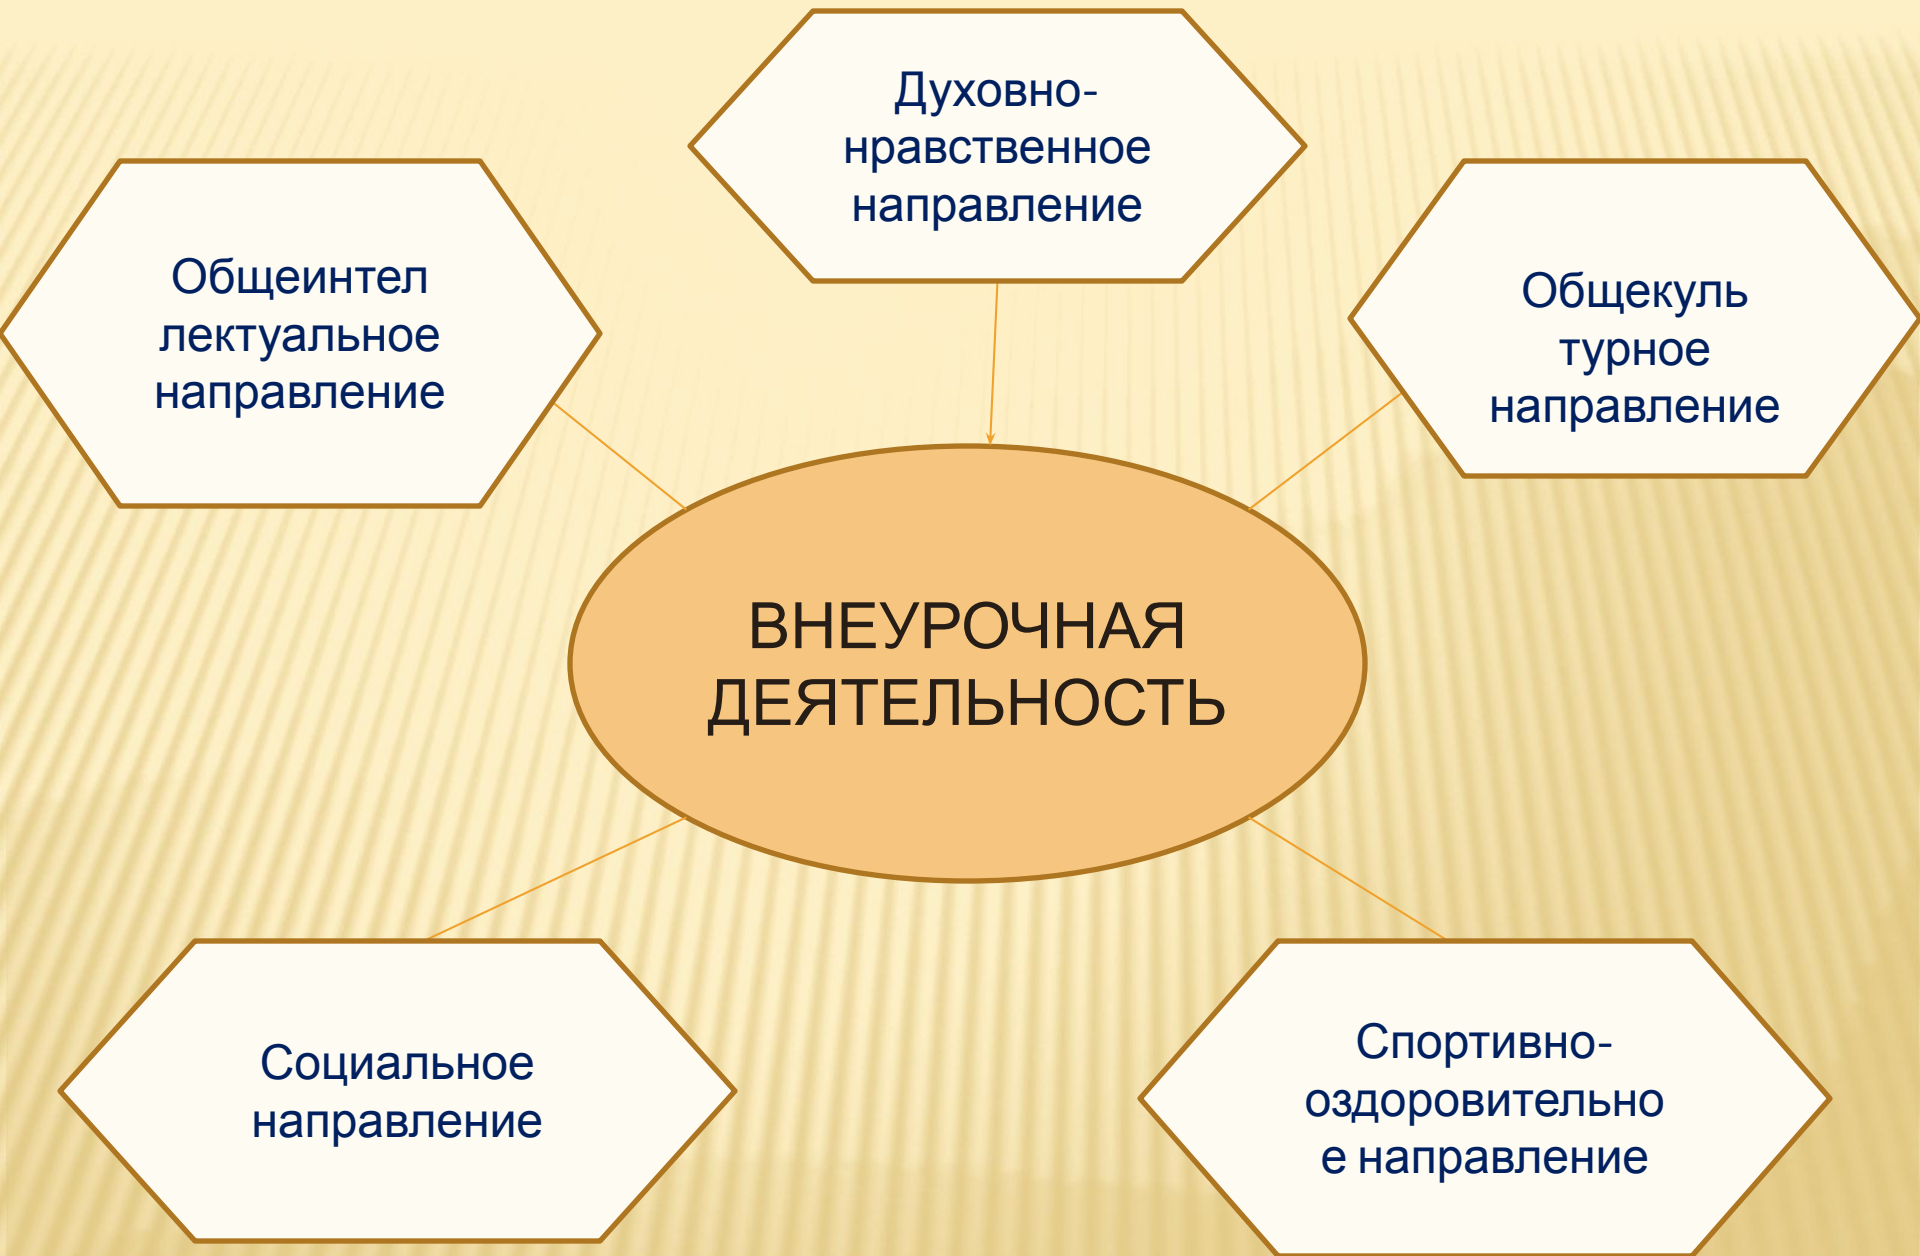 Духовно-
нравственное
направление
Общеинтел
лектуальное
направление
Общекуль
турное
направление
ВНЕУРОЧНАЯ
ДЕЯТЕЛЬНОСТЬ
Социальное
направление
Спортивно-
оздоровительно
е направление